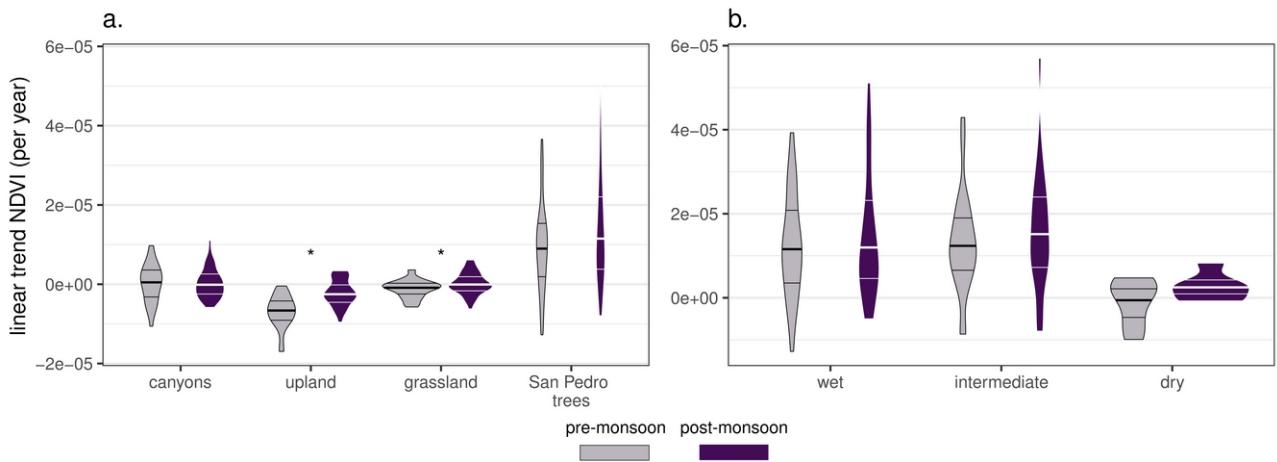 a.
linear trend NDVI (per year)
6e−05
4e−05
2e−05
0e+00
−2e−05
*
*
canyons
upland
grassland
San Pedro
trees
b.
6e−05
4e−05
2e−05
0e+00
wet
intermediate
dry
pre-monsoon
post-monsoon